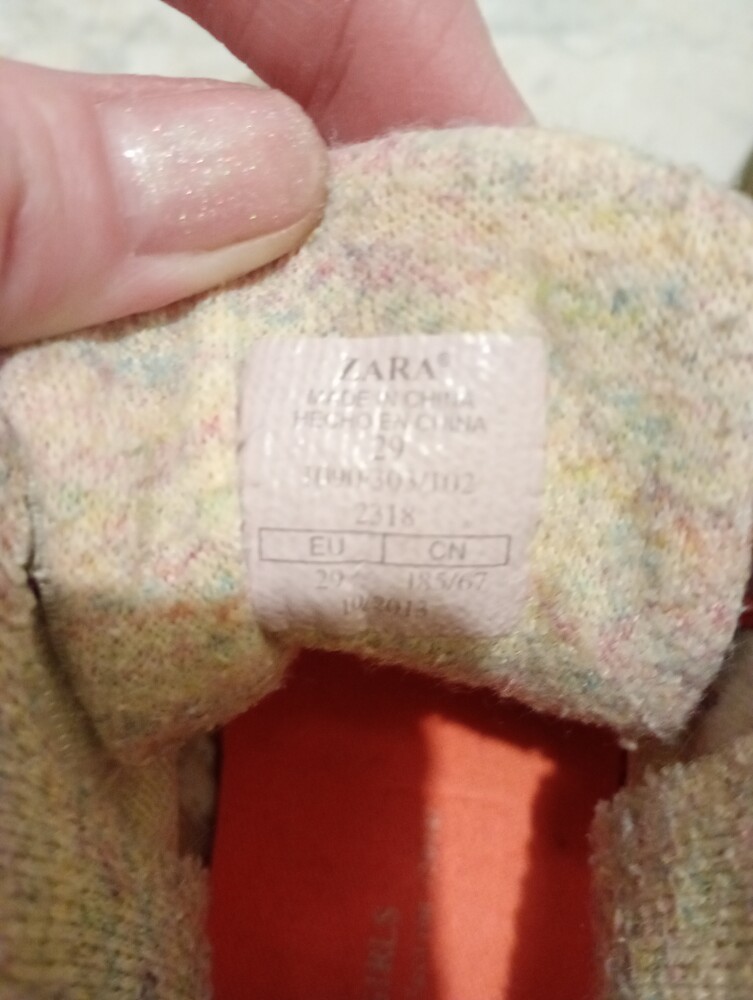 ZARA®
MADE IN CHINA
HECHO EN CHINA
29
2318
EU CN
29 185/67